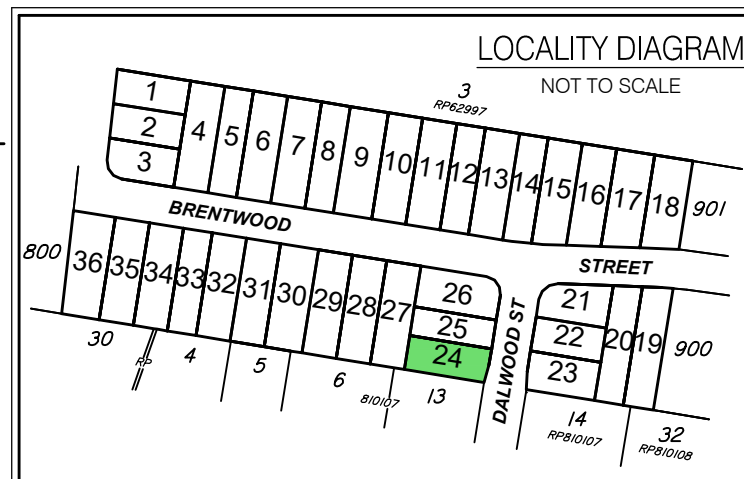 LOCALITY DIAGRAM
NOT TO SCALE
3
RP62997
1
2
3
4 5 6 7 8 9 10 11 12 13 14 15 16 17 18 901
BRENTWOOD
STREET
800
36 35 34 33 32 31 30 29 28 27
26
25
24
DALWOOD ST
21
22
23
20 19 900
30
RP
4
5
6
810107
13
14
RP810107
32
RP810108